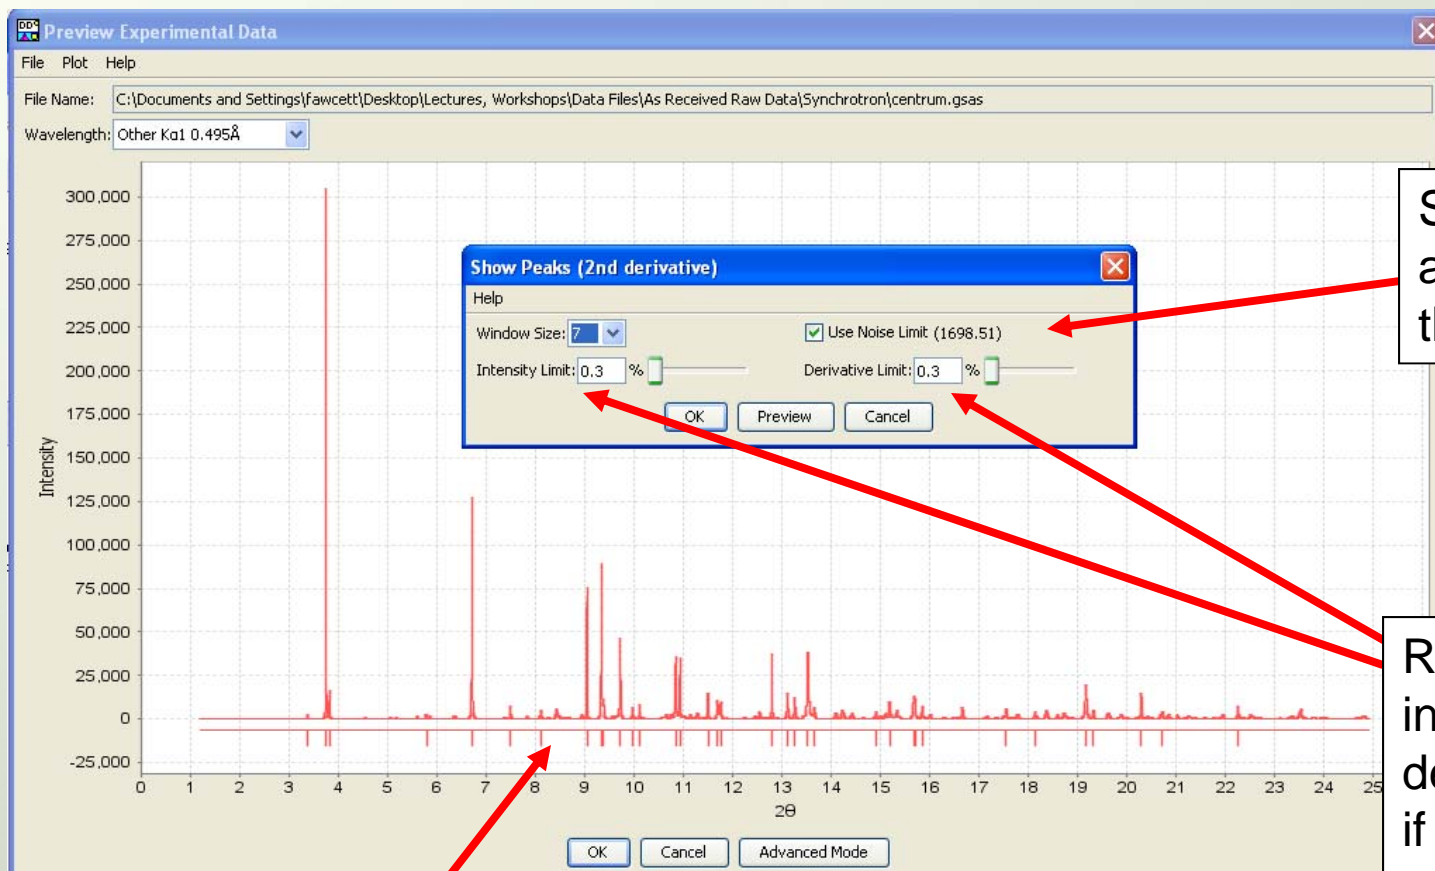 Preview Experimental Data
File Plot Help
File Name: C:\Documents and Settings\fawcett\Desktop\Lectures, Workshops\Data Files\As Received Raw Data\Synchrotron\centrum.gsas
Wavelength: Other Kα1 0.495Å
300,000
275,000
250,000
225,000
200,000
175,000
150,000
125,000
100,000
75,000
50,000
25,000
0
-25,000
Intensity
0 1 2 3 4 5 6 7 8 9 10 11 12 13 14 15 16 17 18 19 20 21 22 23 24 25
2θ
OK Cancel Advanced Mode
Show Peaks (2nd derivative)
Help
Window Size: 7 Use Noise Limit (1698.51)
Intensity Limit: 0.3 % Derivative Limit: 0.3 %
OK Preview Cancel
if